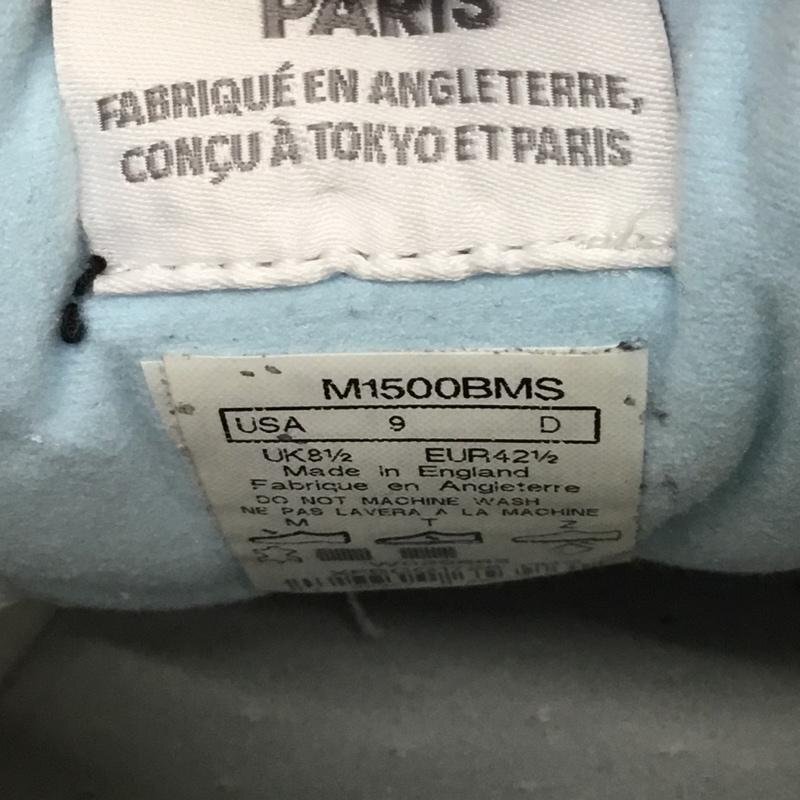 PARIS
FABRIQUÉ EN ANGLETERRE,
CONÇU À TOKYO ET PARIS
M1500BMS
USA 9 D
UK8½ EUR42½
Made in England
Fabrique en Angleterre
DO NOT MACHINE WASH
NE PAS LAVERA A LA MACHINE
M T Z